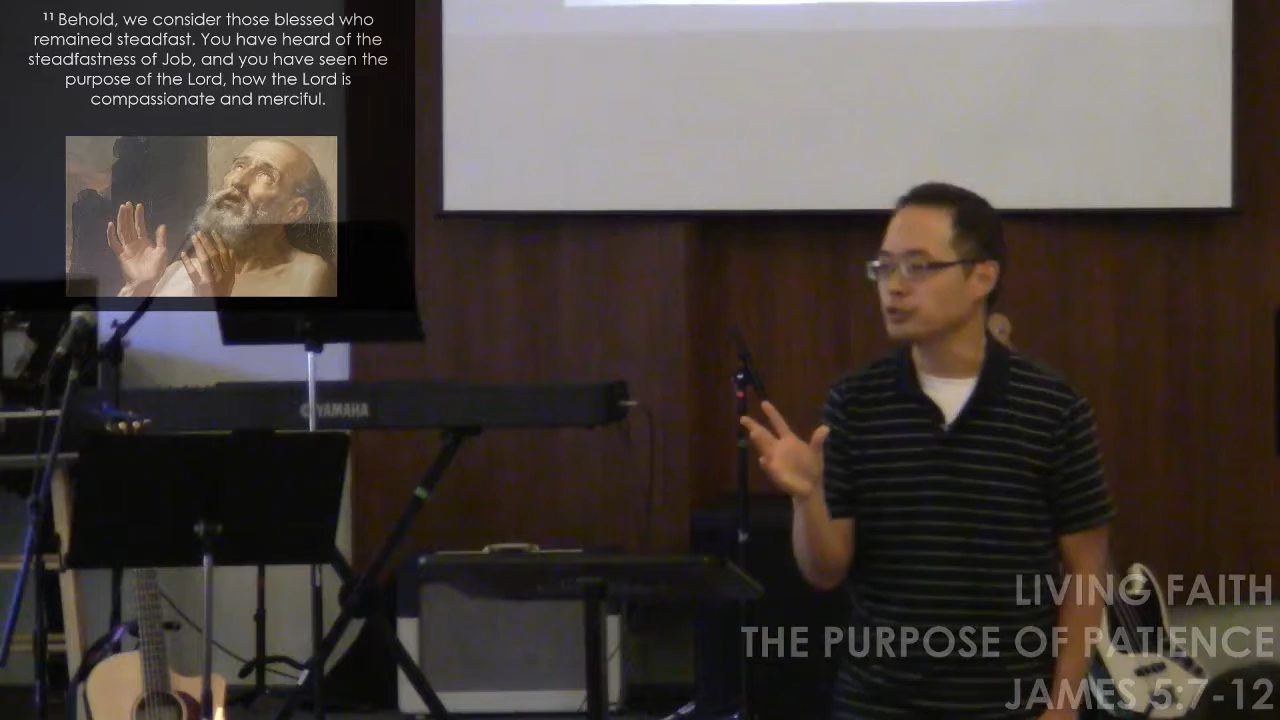 ¹¹ Behold, we consider those blessed who
remained steadfast. You have heard of the
steadfastness of Job, and you have seen the
purpose of the Lord, how the Lord is
compassionate and merciful.
YAMAHA
LIVING FAITH
THE PURPOSE OF PATIENCE
JAMES 5:7-12